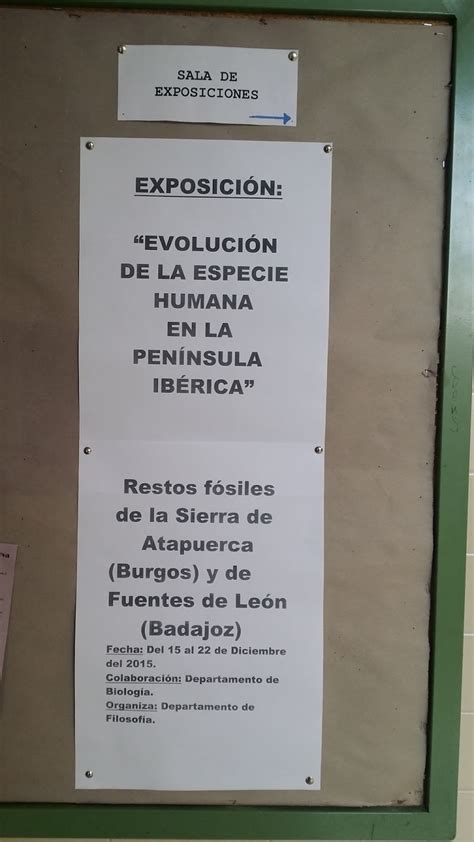 SALA DE
EXPOSICIONES
EXPOSICIÓN:
“EVOLUCIÓN
DE LA ESPECIE
HUMANA
EN LA
PENÍNSULA
IBÉRICA”
Restos fósiles
de la Sierra de
Atapuerca
(Burgos) y de
Fuentes de León
(Badajoz)
Fecha: Del 15 al 22 de Diciembre
del 2015.
Colaboración: Departamento de
Biología.
Organiza: Departamento de
Filosofía.